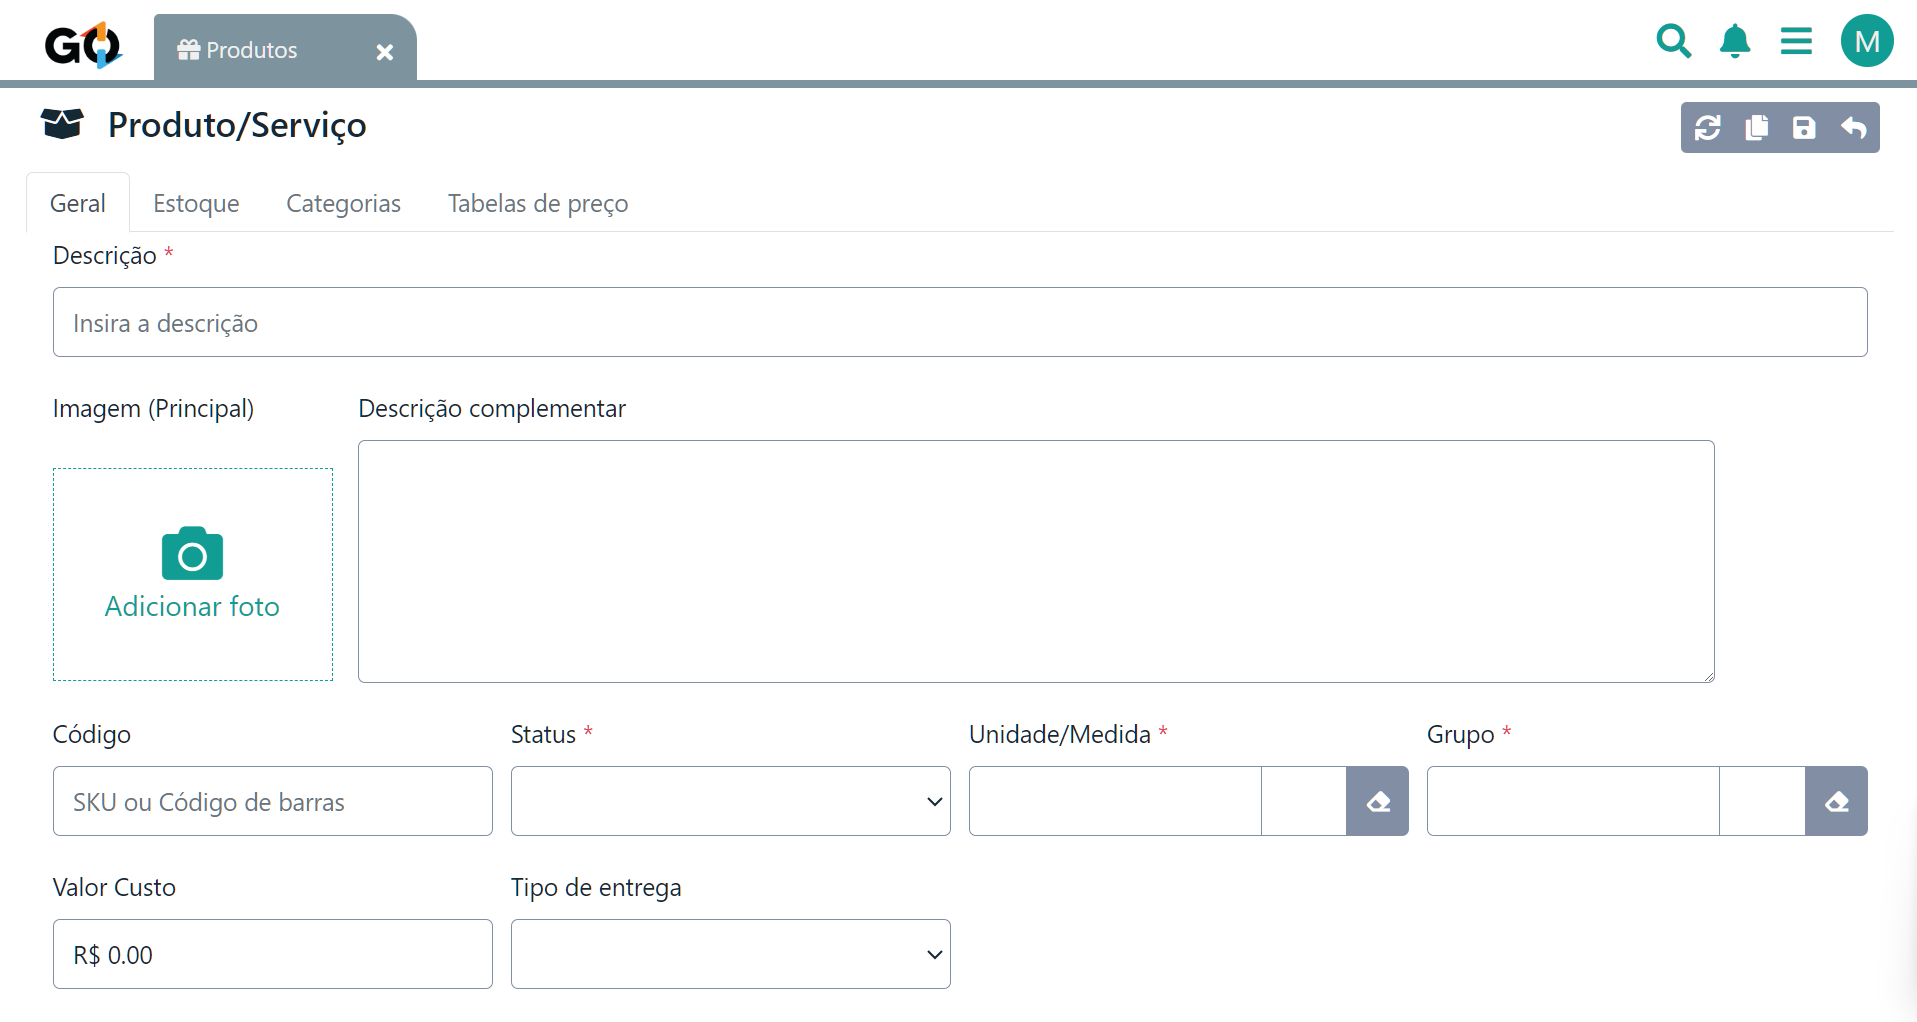 GO Produtos
M
Produto/Serviço
Geral Estoque Categorias Tabelas de preço
Descrição *
Insira a descrição
Imagem (Principal) Descrição complementar
Adicionar foto
Código Status * Unidade/Medida * Grupo *
SKU ou Código de barras
Valor Custo Tipo de entrega
R$ 0.00